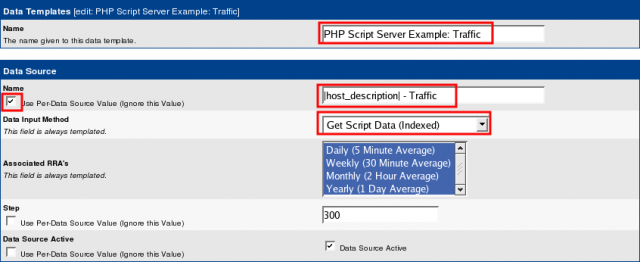 Data Templates [edit: PHP Script Server Example: Traffic]
Name
The name given to this data template.
PHP Script Server Example: Traffic
Data Source
Name
Use Per-Data Source Value (Ignore this Value)
|host_description| - Traffic
Data Input Method
This field is always templated.
Get Script Data (Indexed)
Associated RRA's
This field is always templated.
Daily (5 Minute Average)
Weekly (30 Minute Average)
Monthly (2 Hour Average)
Yearly (1 Day Average)
Step
Use Per-Data Source Value (Ignore this Value)
300
Data Source Active
Use Per-Data Source Value (Ignore this Value)
Data Source Active